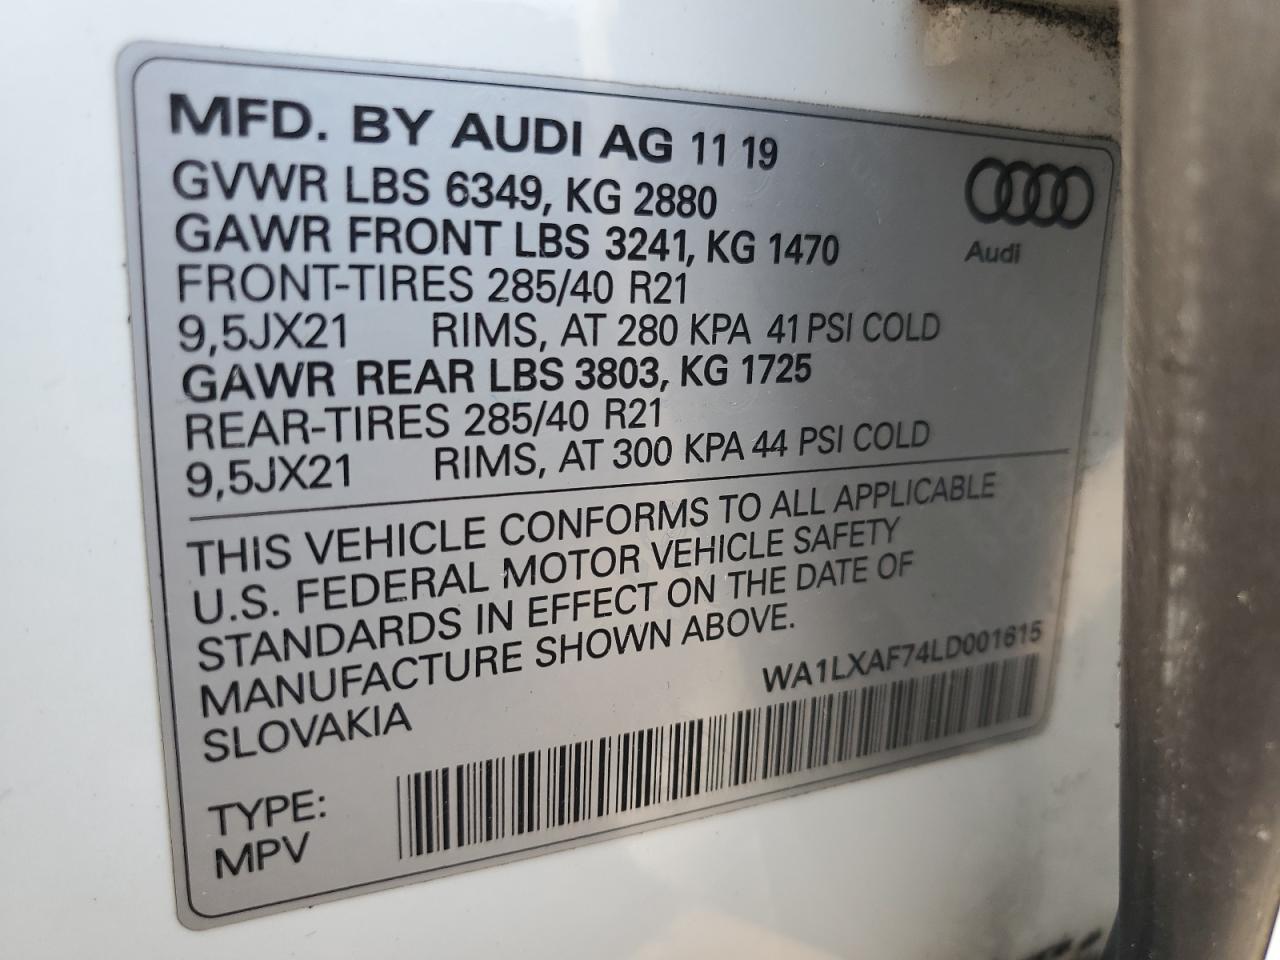 MFD. BY AUDI AG 11 19
GVWR LBS 6349, KG 2880
GAWR FRONT LBS 3241, KG 1470
FRONT-TIRES 285/40 R21
9,5JX21 RIMS, AT 280 KPA 41 PSI COLD
GAWR REAR LBS 3803, KG 1725
REAR-TIRES 285/40 R21
9,5JX21 RIMS, AT 300 KPA 44 PSI COLD
Audi
THIS VEHICLE CONFORMS TO ALL APPLICABLE
U.S. FEDERAL MOTOR VEHICLE SAFETY
STANDARDS IN EFFECT ON THE DATE OF
MANUFACTURE SHOWN ABOVE.
SLOVAKIA
WA1LXAF74LD001615
TYPE:
MPV